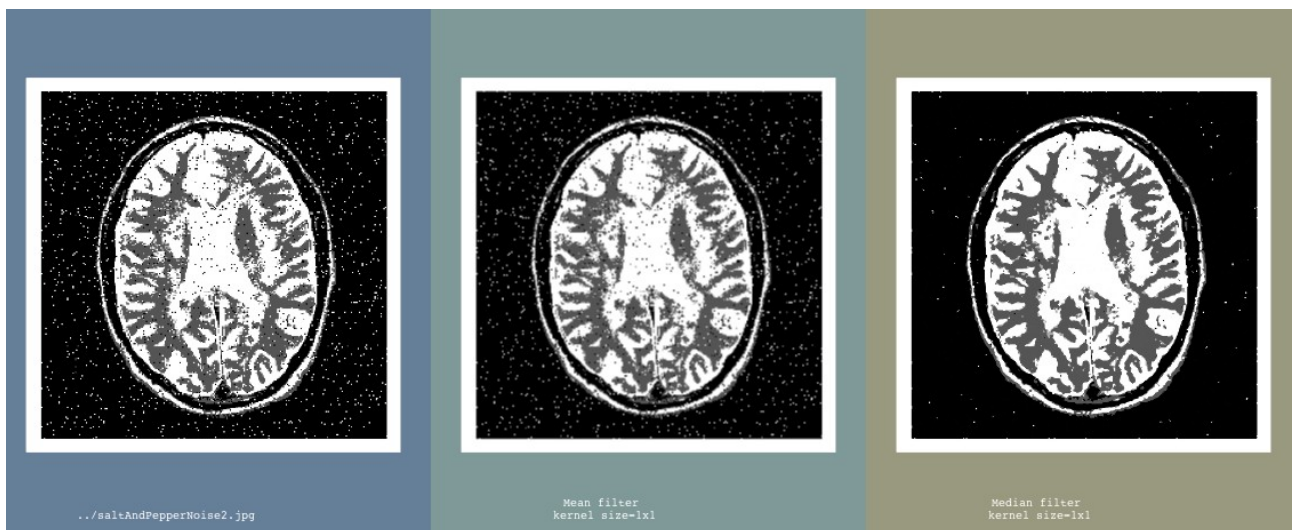 ../saltAndPepperNoise2.jpg
Mean filter
kernel size=1x1
Median filter
kernel size=1x1